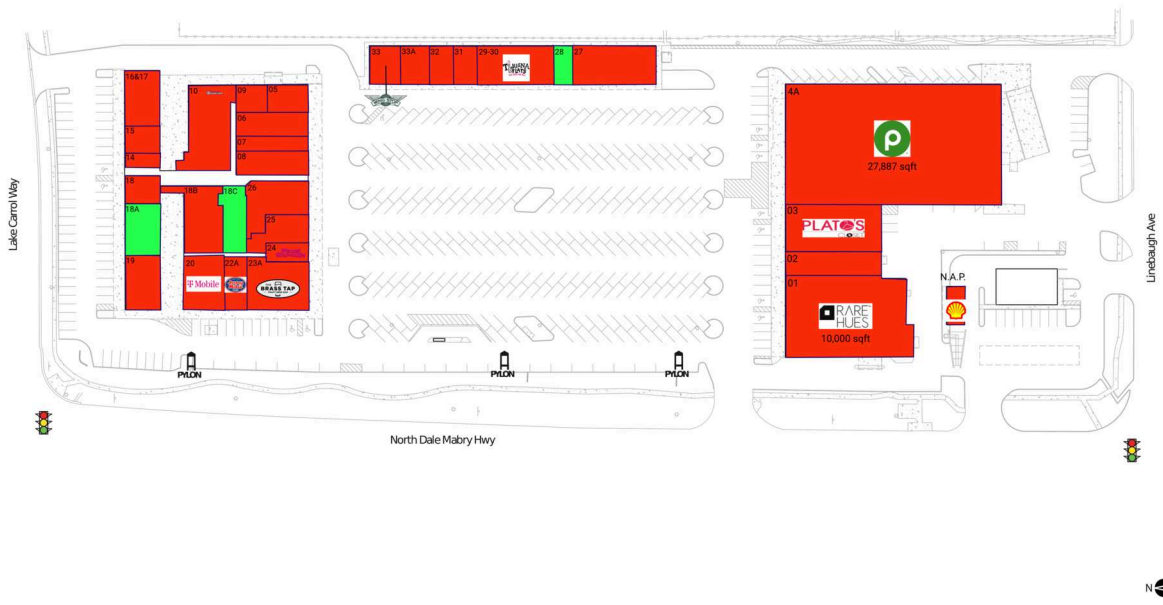 33
33A
32
31
29-30
28
27
16&17
10
09
05
4A
06
15
07
14
08
27,887 sqft
18
18B
18C
26
18A
03
PLATO'S
CLOSET
25
24
02
19
20
22A
23A
T Mobile
THE
BRASS TAP
N.A.P.
01
RARE
HUES
10,000 sqft
PYLON
PYLON
PYLON
Lake Carrol Way
Linebaugh Ave
North Dale Mabry Hwy
N